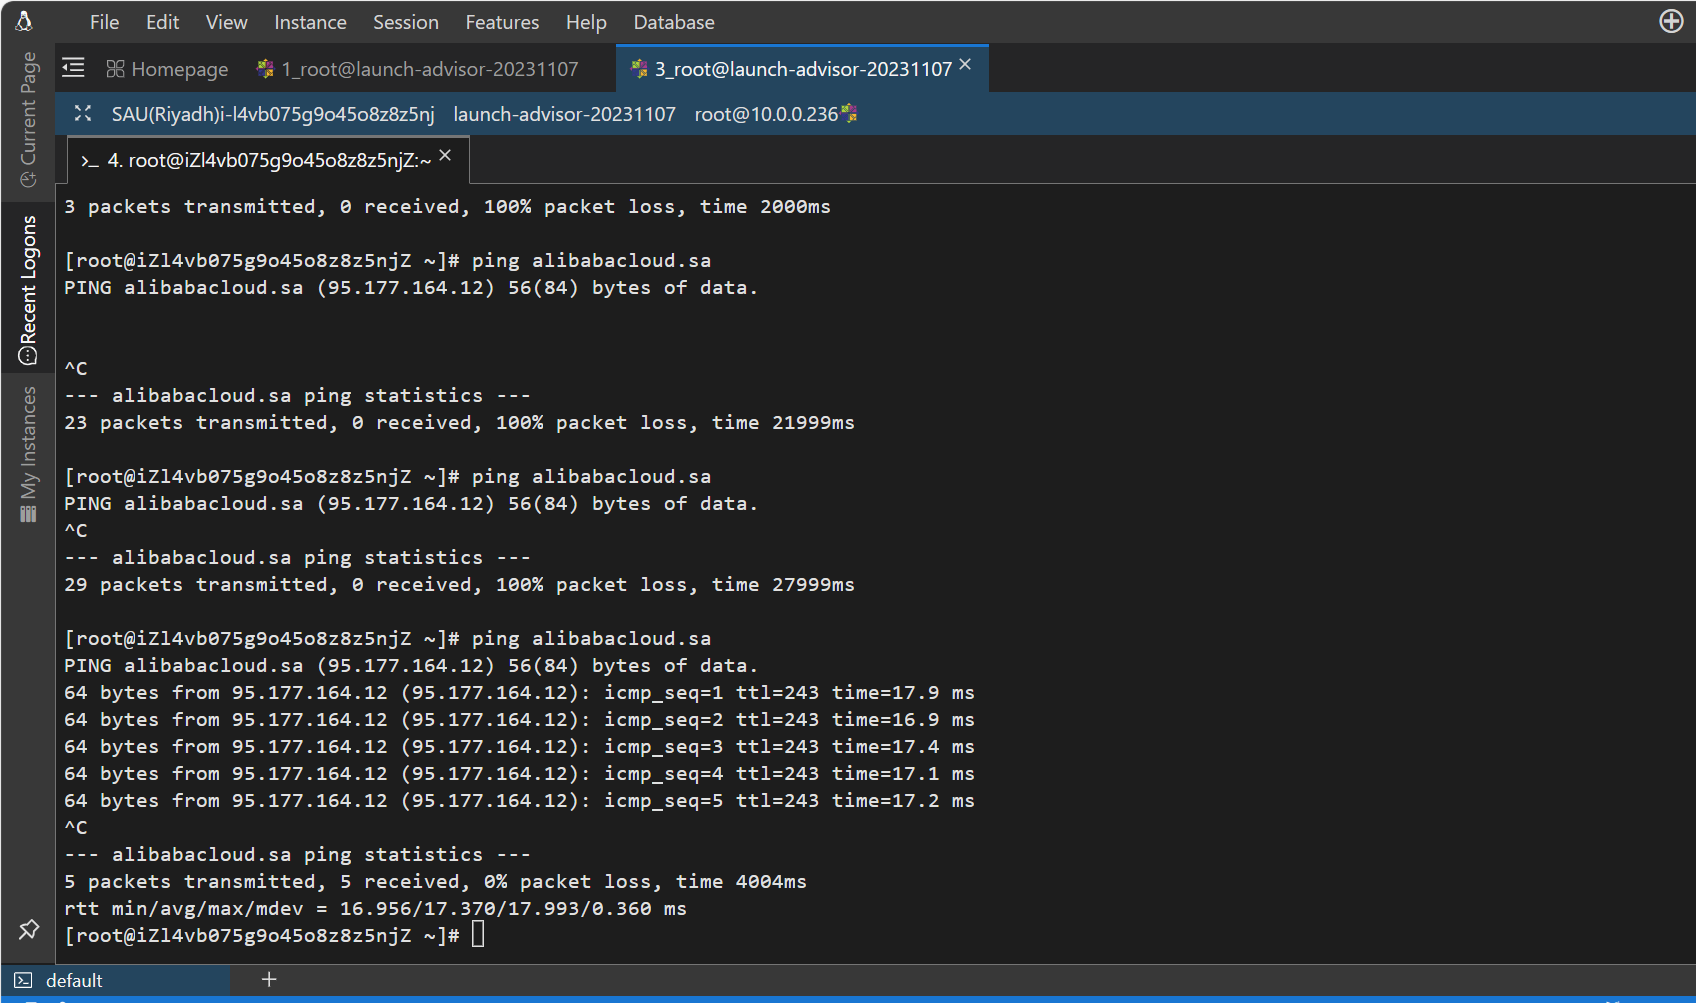 File Edit View Instance Session Features Help Database
Homepage 1_root@launch-advisor-20231107 3_root@launch-advisor-20231107
SAU(Riyadh)i-l4vb075g9o45o8z8z5nj launch-advisor-20231107 root@10.0.0.236
>_ 4. root@iZl4vb075g9o45o8z8z5njZ:~
Current Page
Recent Logons
My Instances
3 packets transmitted, 0 received, 100% packet loss, time 2000ms
[root@iZl4vb075g9o45o8z8z5njZ ~]# ping alibabacloud.sa
PING alibabacloud.sa (95.177.164.12) 56(84) bytes of data.
^C
--- alibabacloud.sa ping statistics ---
23 packets transmitted, 0 received, 100% packet loss, time 21999ms
[root@iZl4vb075g9o45o8z8z5njZ ~]# ping alibabacloud.sa
PING alibabacloud.sa (95.177.164.12) 56(84) bytes of data.
^C
--- alibabacloud.sa ping statistics ---
29 packets transmitted, 0 received, 100% packet loss, time 27999ms
[root@iZl4vb075g9o45o8z8z5njZ ~]# ping alibabacloud.sa
PING alibabacloud.sa (95.177.164.12) 56(84) bytes of data.
64 bytes from 95.177.164.12 (95.177.164.12): icmp_seq=1 ttl=243 time=17.9 ms
64 bytes from 95.177.164.12 (95.177.164.12): icmp_seq=2 ttl=243 time=16.9 ms
64 bytes from 95.177.164.12 (95.177.164.12): icmp_seq=3 ttl=243 time=17.4 ms
64 bytes from 95.177.164.12 (95.177.164.12): icmp_seq=4 ttl=243 time=17.1 ms
64 bytes from 95.177.164.12 (95.177.164.12): icmp_seq=5 ttl=243 time=17.2 ms
^C
--- alibabacloud.sa ping statistics ---
5 packets transmitted, 5 received, 0% packet loss, time 4004ms
rtt min/avg/max/mdev = 16.956/17.370/17.993/0.360 ms
[root@iZl4vb075g9o45o8z8z5njZ ~]#
default